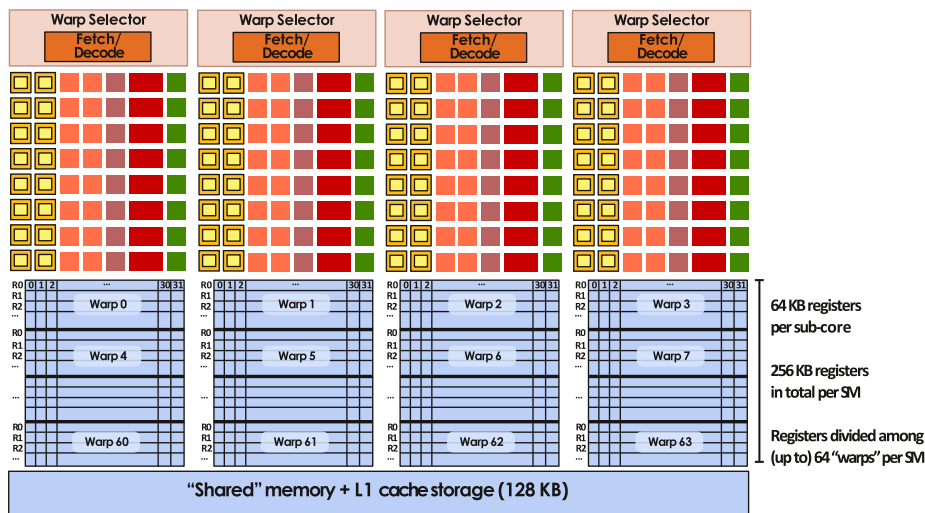 Warp Selector
Fetch/
Decode
Warp Selector
Fetch/
Decode
Warp Selector
Fetch/
Decode
Warp Selector
Fetch/
Decode
R0 0 1 2 ... 30 31
R1
R2 Warp 0
...
R0
R1
R2 Warp 4
...
...
R0
R1
R2 Warp 60
...
R0 0 1 2 ... 30 31
R1
R2 Warp 1
...
R0
R1
R2 Warp 5
...
...
R0
R1
R2 Warp 61
...
R0 0 1 2 ... 30 31
R1
R2 Warp 2
...
R0
R1
R2 Warp 6
...
...
R0
R1
R2 Warp 62
...
R0 0 1 2 ... 30 31
R1
R2 Warp 3
...
R0
R1
R2 Warp 7
...
...
R0
R1
R2 Warp 63
...
64 KB registers
per sub-core
256 KB registers
in total per SM
Registers divided among
(up to) 64 “warps” per SM
“Shared” memory + L1 cache storage (128 KB)